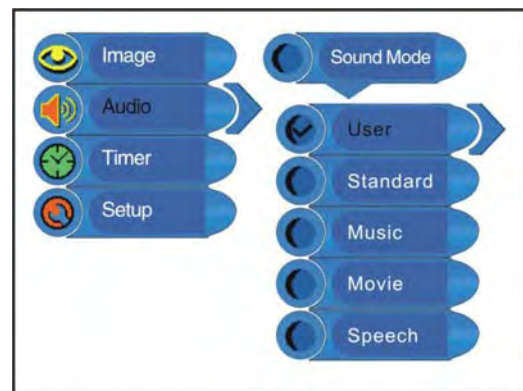 Image
Audio
Timer
Setup
Sound Mode
User
Standard
Music
Movie
Speech